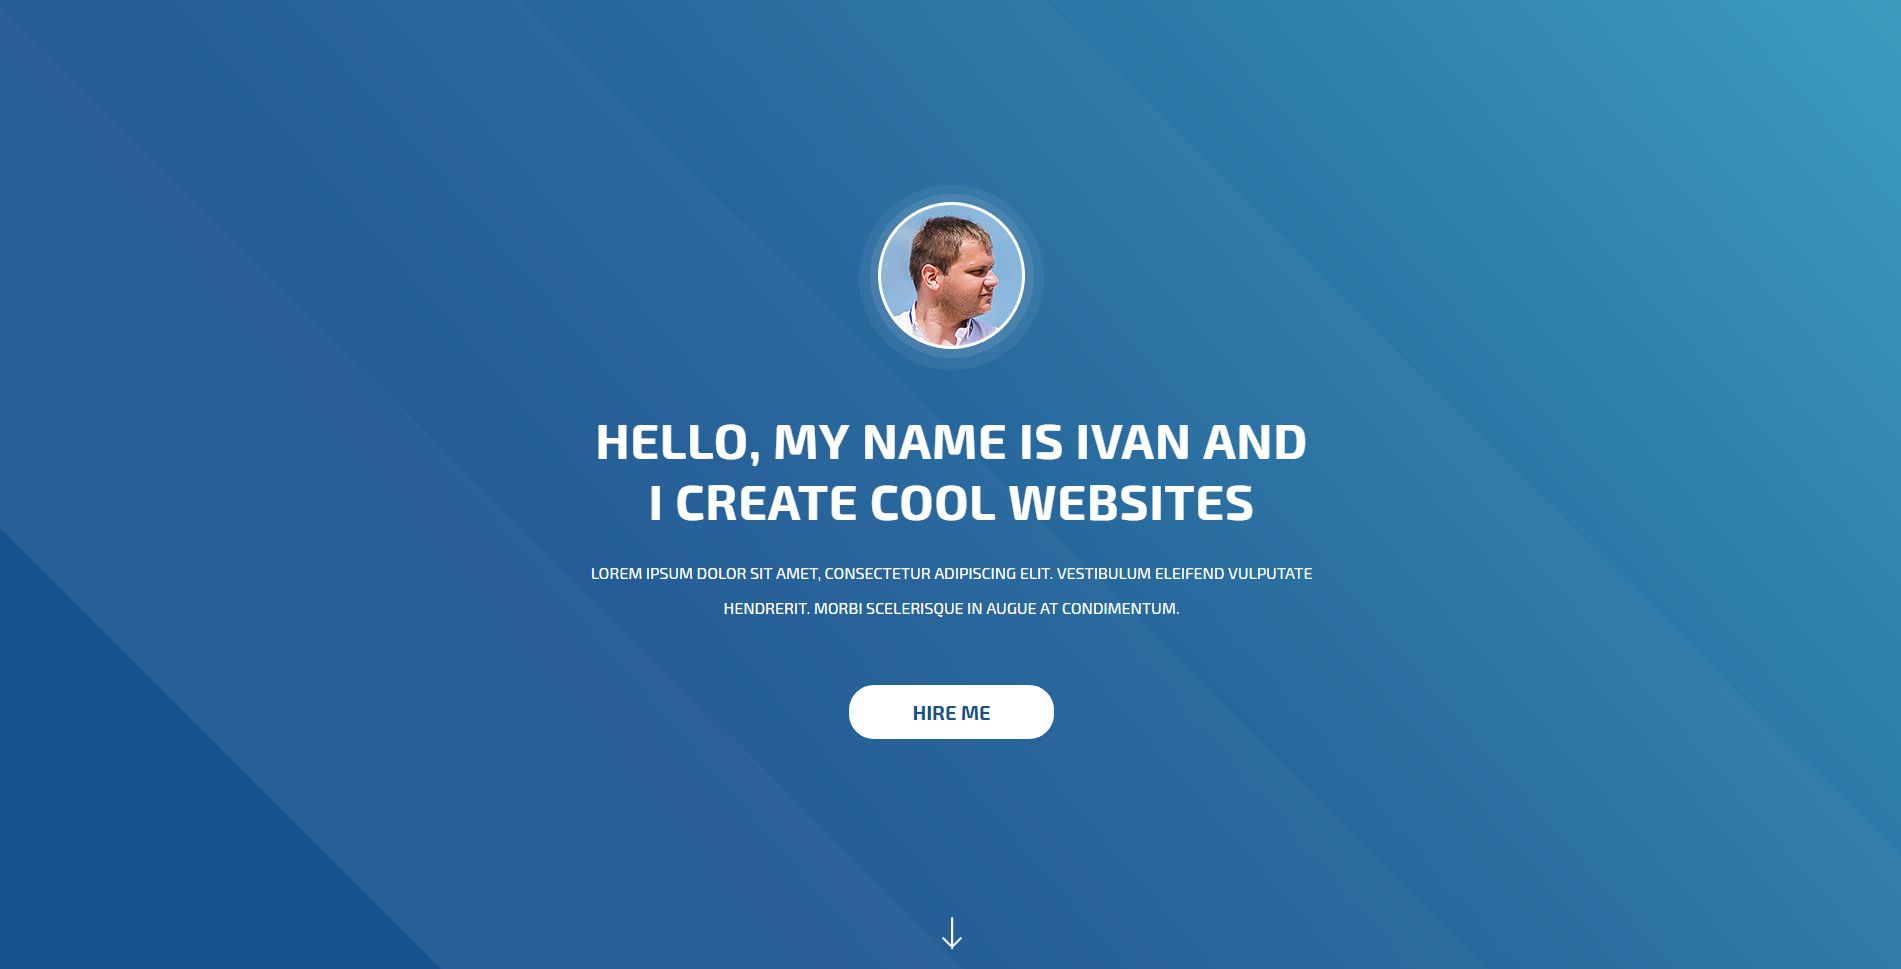 HELLO, MY NAME IS IVAN AND
I CREATE COOL WEBSITES
LOREM IPSUM DOLOR SIT AMET, CONSECTETUR ADIPISCING ELIT. VESTIBULUM ELEIFEND VULPUTATE
HENDRERIT. MORBI SCELERISQUE IN AUGUE AT CONDIMENTUM.
HIRE ME